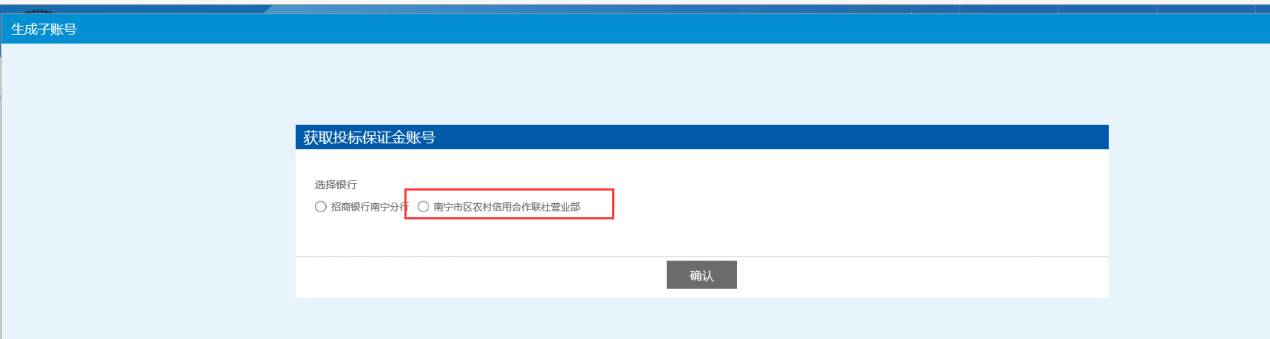 生成子账号
获取投标保证金账号
选择银行
招商银行南宁分行 南宁市区农村信用合作联社营业部
确认